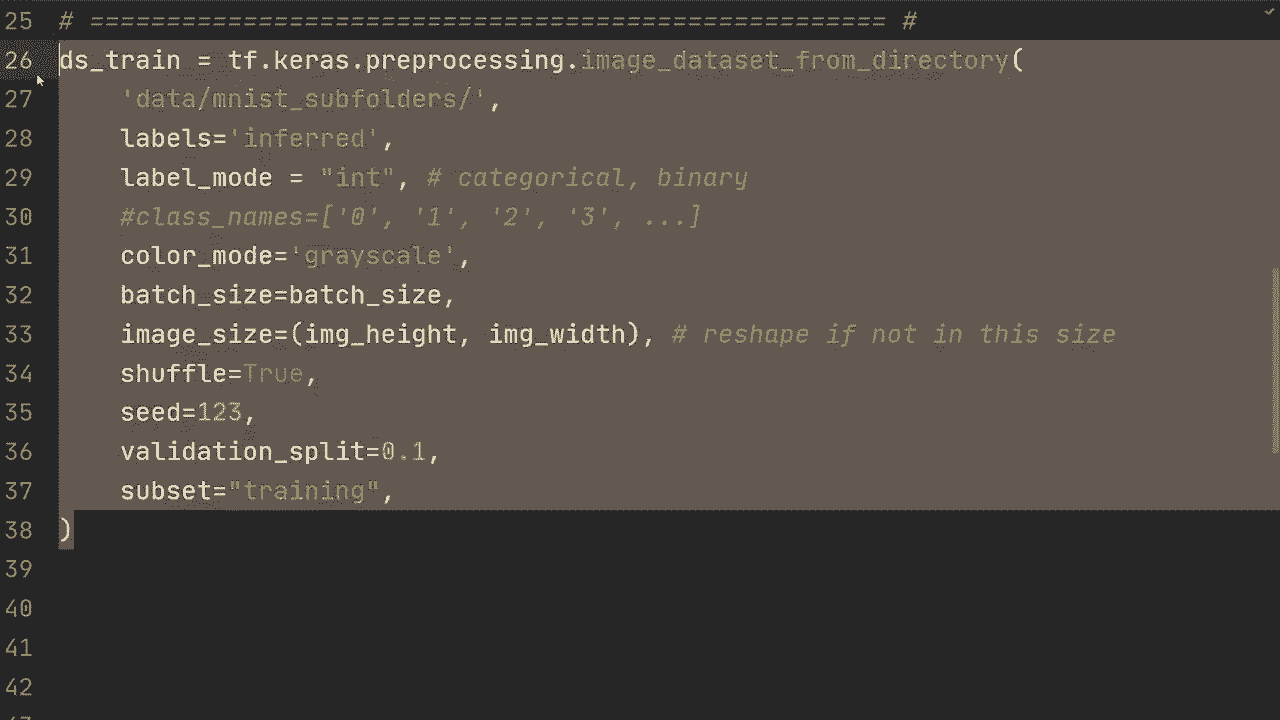 25 # ==================================================== #
26 ds_train = tf.keras.preprocessing.image_dataset_from_directory(
27     'data/mnist_subfolders/',
28     labels='inferred',
29     label_mode = "int", # categorical, binary
30     #class_names=['0', '1', '2', '3', ...]
31     color_mode='grayscale',
32     batch_size=batch_size,
33     image_size=(img_height, img_width), # reshape if not in this size
34     shuffle=True,
35     seed=123,
36     validation_split=0.1,
37     subset="training",
38 )
39
40
41
42